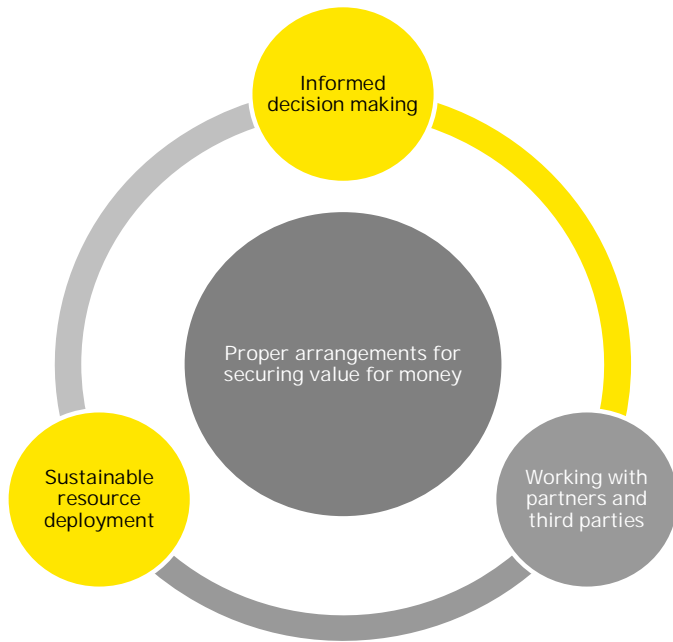 Informed
decision making
Proper arrangements for
securing value for money
Sustainable
resource
deployment
Working with
partners and
third parties